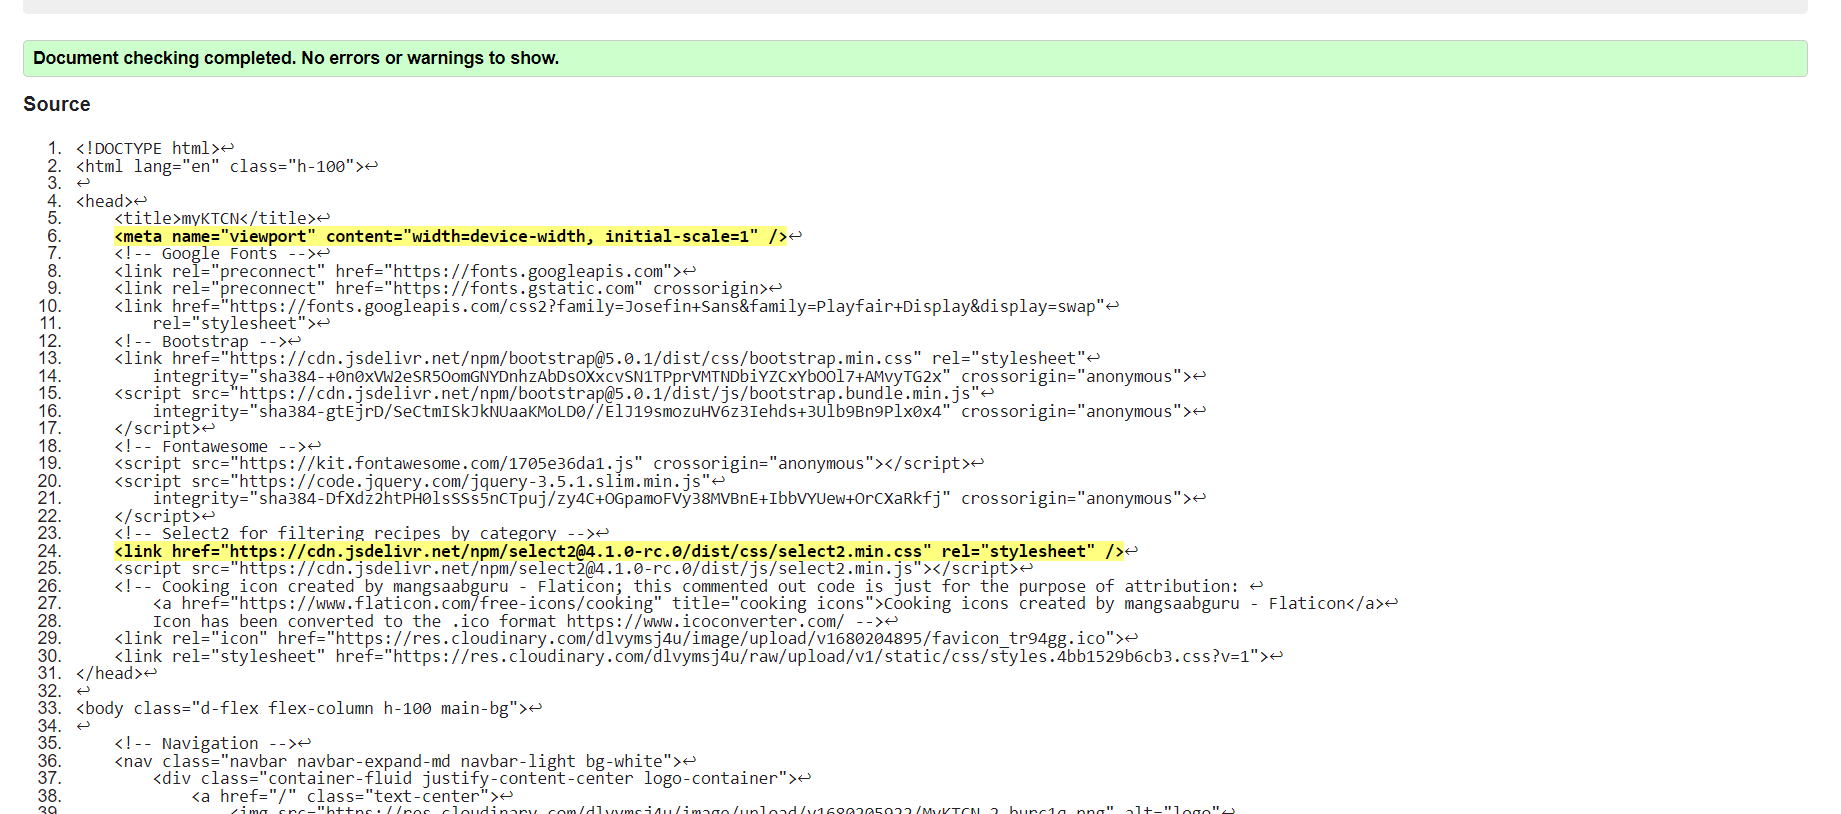 Document checking completed. No errors or warnings to show.
Source
1. <!DOCTYPE html>↩
2. <html lang="en" class="h-100">↩
3. ↩
4. <head>↩
5. <title>myKTCN</title>↩
6. <meta name="viewport" content="width=device-width, initial-scale=1" />↩
7. <!-- Google Fonts -->↩
8. <link rel="preconnect" href="https://fonts.googleapis.com">↩
9. <link rel="preconnect" href="https://fonts.gstatic.com" crossorigin>↩
10. <link href="https://fonts.googleapis.com/css2?family=Josefin+Sans&family=Playfair+Display&display=swap"↩
11. rel="stylesheet">↩
12. <!-- Bootstrap -->↩
13. <link href="https://cdn.jsdelivr.net/npm/bootstrap@5.0.1/dist/css/bootstrap.min.css" rel="stylesheet"↩
14. integrity="sha384-+0n0xVW2eSR5OomGNYDnhzAbDsOXxcvSN1TPprVMTNDbiYZCxYbOOl7+AMvyTG2x" crossorigin="anonymous">↩
15. <script src="https://cdn.jsdelivr.net/npm/bootstrap@5.0.1/dist/js/bootstrap.bundle.min.js"↩
16. integrity="sha384-gtEjrD/SeCtmISkJkNUaaKMoLD0//ElJ19smozuHV6z3Iehds+3Ulb9Bn9Plx0x4" crossorigin="anonymous">↩
17. </script>↩
18. <!-- Fontawesome -->↩
19. <script src="https://kit.fontawesome.com/1705e36da1.js" crossorigin="anonymous"></script>↩
20. <script src="https://code.jquery.com/jquery-3.5.1.slim.min.js"↩
21. integrity="sha384-DfXdz2htPH0lsSSs5nCTpuj/zy4C+OGpamoFVy38MVBnE+IbbVYUew+OrCXaRkfj" crossorigin="anonymous">↩
22. </script>↩
23. <!-- Select2 for filtering recipes by category -->↩
24. <link href="https://cdn.jsdelivr.net/npm/select2@4.1.0-rc.0/dist/css/select2.min.css" rel="stylesheet" />↩
25. <script src="https://cdn.jsdelivr.net/npm/select2@4.1.0-rc.0/dist/js/select2.min.js"></script>↩
26. <!-- Cooking icon created by mangsaabguru - Flaticon; this commented out code is just for the purpose of attribution: ↩
27. <a href="https://www.flaticon.com/free-icons/cooking" title="cooking icons">Cooking icons created by mangsaabguru - Flaticon</a>↩
28. Icon has been converted to the .ico format https://www.icoconverter.com/ -->↩
29. <link rel="icon" href="https://res.cloudinary.com/dlvymsj4u/image/upload/v1680204895/favicon_tr94gg.ico">↩
30. <link rel="stylesheet" href="https://res.cloudinary.com/dlvymsj4u/raw/upload/v1/static/css/styles.4bb1529b6cb3.css?v=1">↩
31. </head>↩
32. ↩
33. <body class="d-flex flex-column h-100 main-bg">↩
34. ↩
35. <!-- Navigation -->↩
36. <nav class="navbar navbar-expand-md navbar-light bg-white">↩
37. <div class="container-fluid justify-content-center logo-container">↩
38. <a href="/" class="text-center">↩
39. <img src="https://res.cloudinary.com/dlvymsj4u/image/upload/v1680205922/MyKTCN_2_burc1q.png" alt="logo"↩